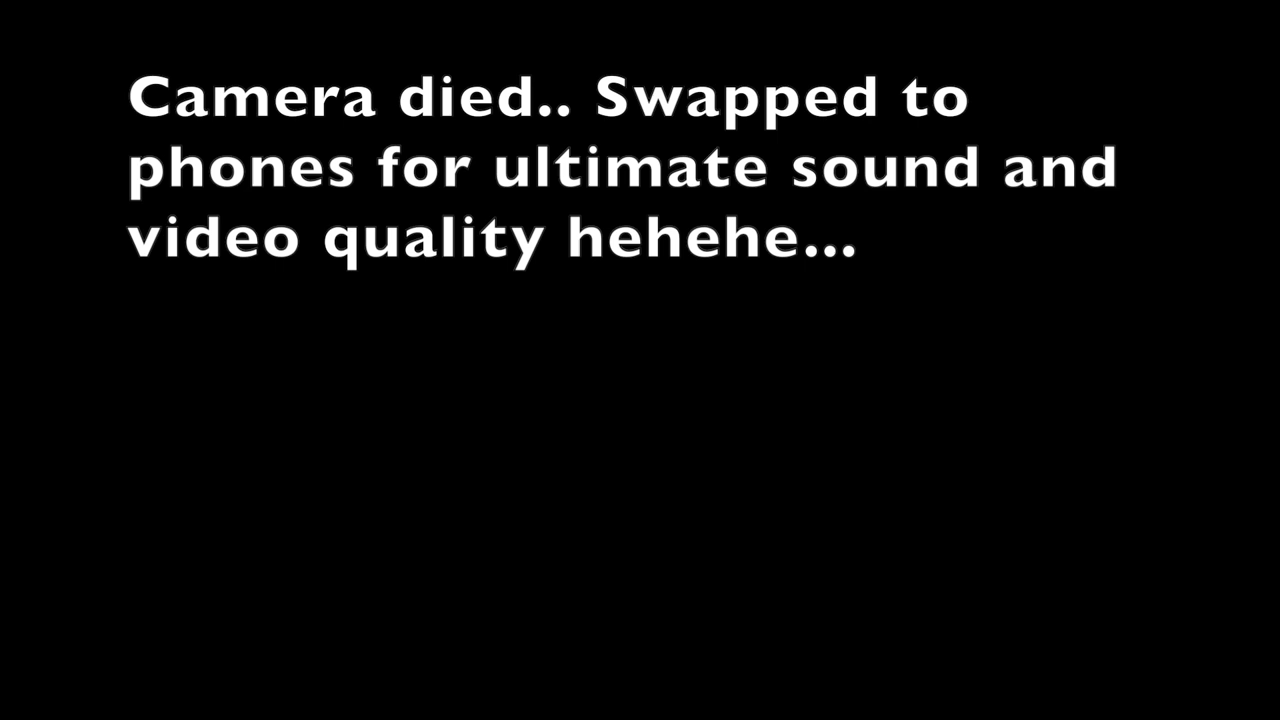 Camera died.. Swapped to
phones for ultimate sound and
video quality hehehe...